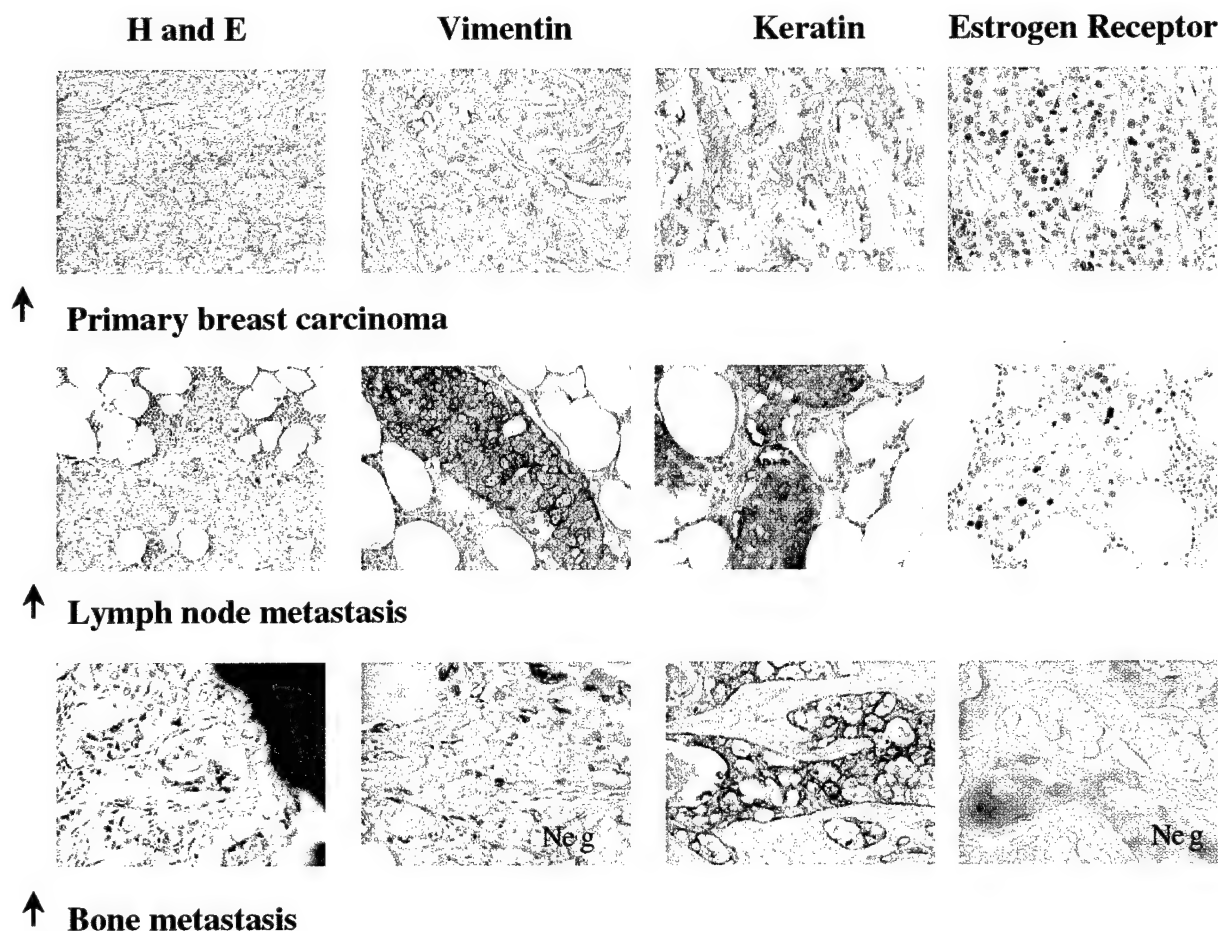 H and E Vimentin Keratin Estrogen Receptor
Primary breast carcinoma
Lymph node metastasis
Neg Neg
Bone metastasis